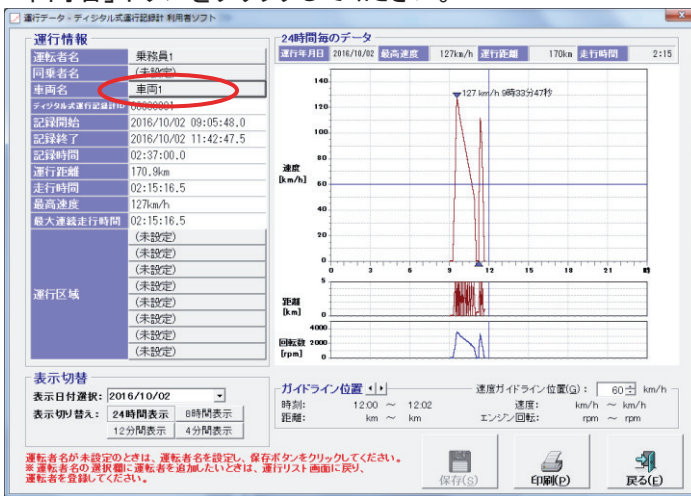 運行データ - ディジタル式運行記録計 利用者ソフト
運行情報
運転者名 乗務員1
同乗者名 (未設定)
車両名 車両1
ディジタル式運行記録計ID 00000001
記録開始 2016/10/02 09:05:48.0
記録終了 2016/10/02 11:42:47.5
記録時間 02:37:00.0
運行距離 170.9km
走行時間 02:15:16.5
最高速度 127km/h
最大連続走行時間 02:15:16.5
運行区域
(未設定)
(未設定)
(未設定)
(未設定)
(未設定)
(未設定)
(未設定)
(未設定)
24時間毎のデータ
運行年月日 2016/10/02 最高速度 127km/h 運行距離 170km 走行時間 2:15
127 km/h 9時33分47秒
速度
[km/h]
140
120
100
80
60
40
20
0
0 3 6 9 12 15 18 21 時
距離
[km]
5
0
回転数
[rpm]
4000
2000
0
表示切替
表示日付選択: 2016/10/02
表示切り替え: 24時間表示 8時間表示
12分間表示 4分間表示
ガイドライン位置
速度ガイドライン位置(G): 60 km/h
時刻: 12:00 ～ 12:02 速度: km/h ～ km/h
距離: km ～ km エンジン回転: rpm ～ rpm
運転者名が未設定のときは、運転者名を設定し、保存ボタンをクリックしてください。
※運転者名の選択欄に運転者を追加したいときは、運行リスト画面に戻り、
運転者を登録してください。
保存(S) 印刷(P) 戻る(E)